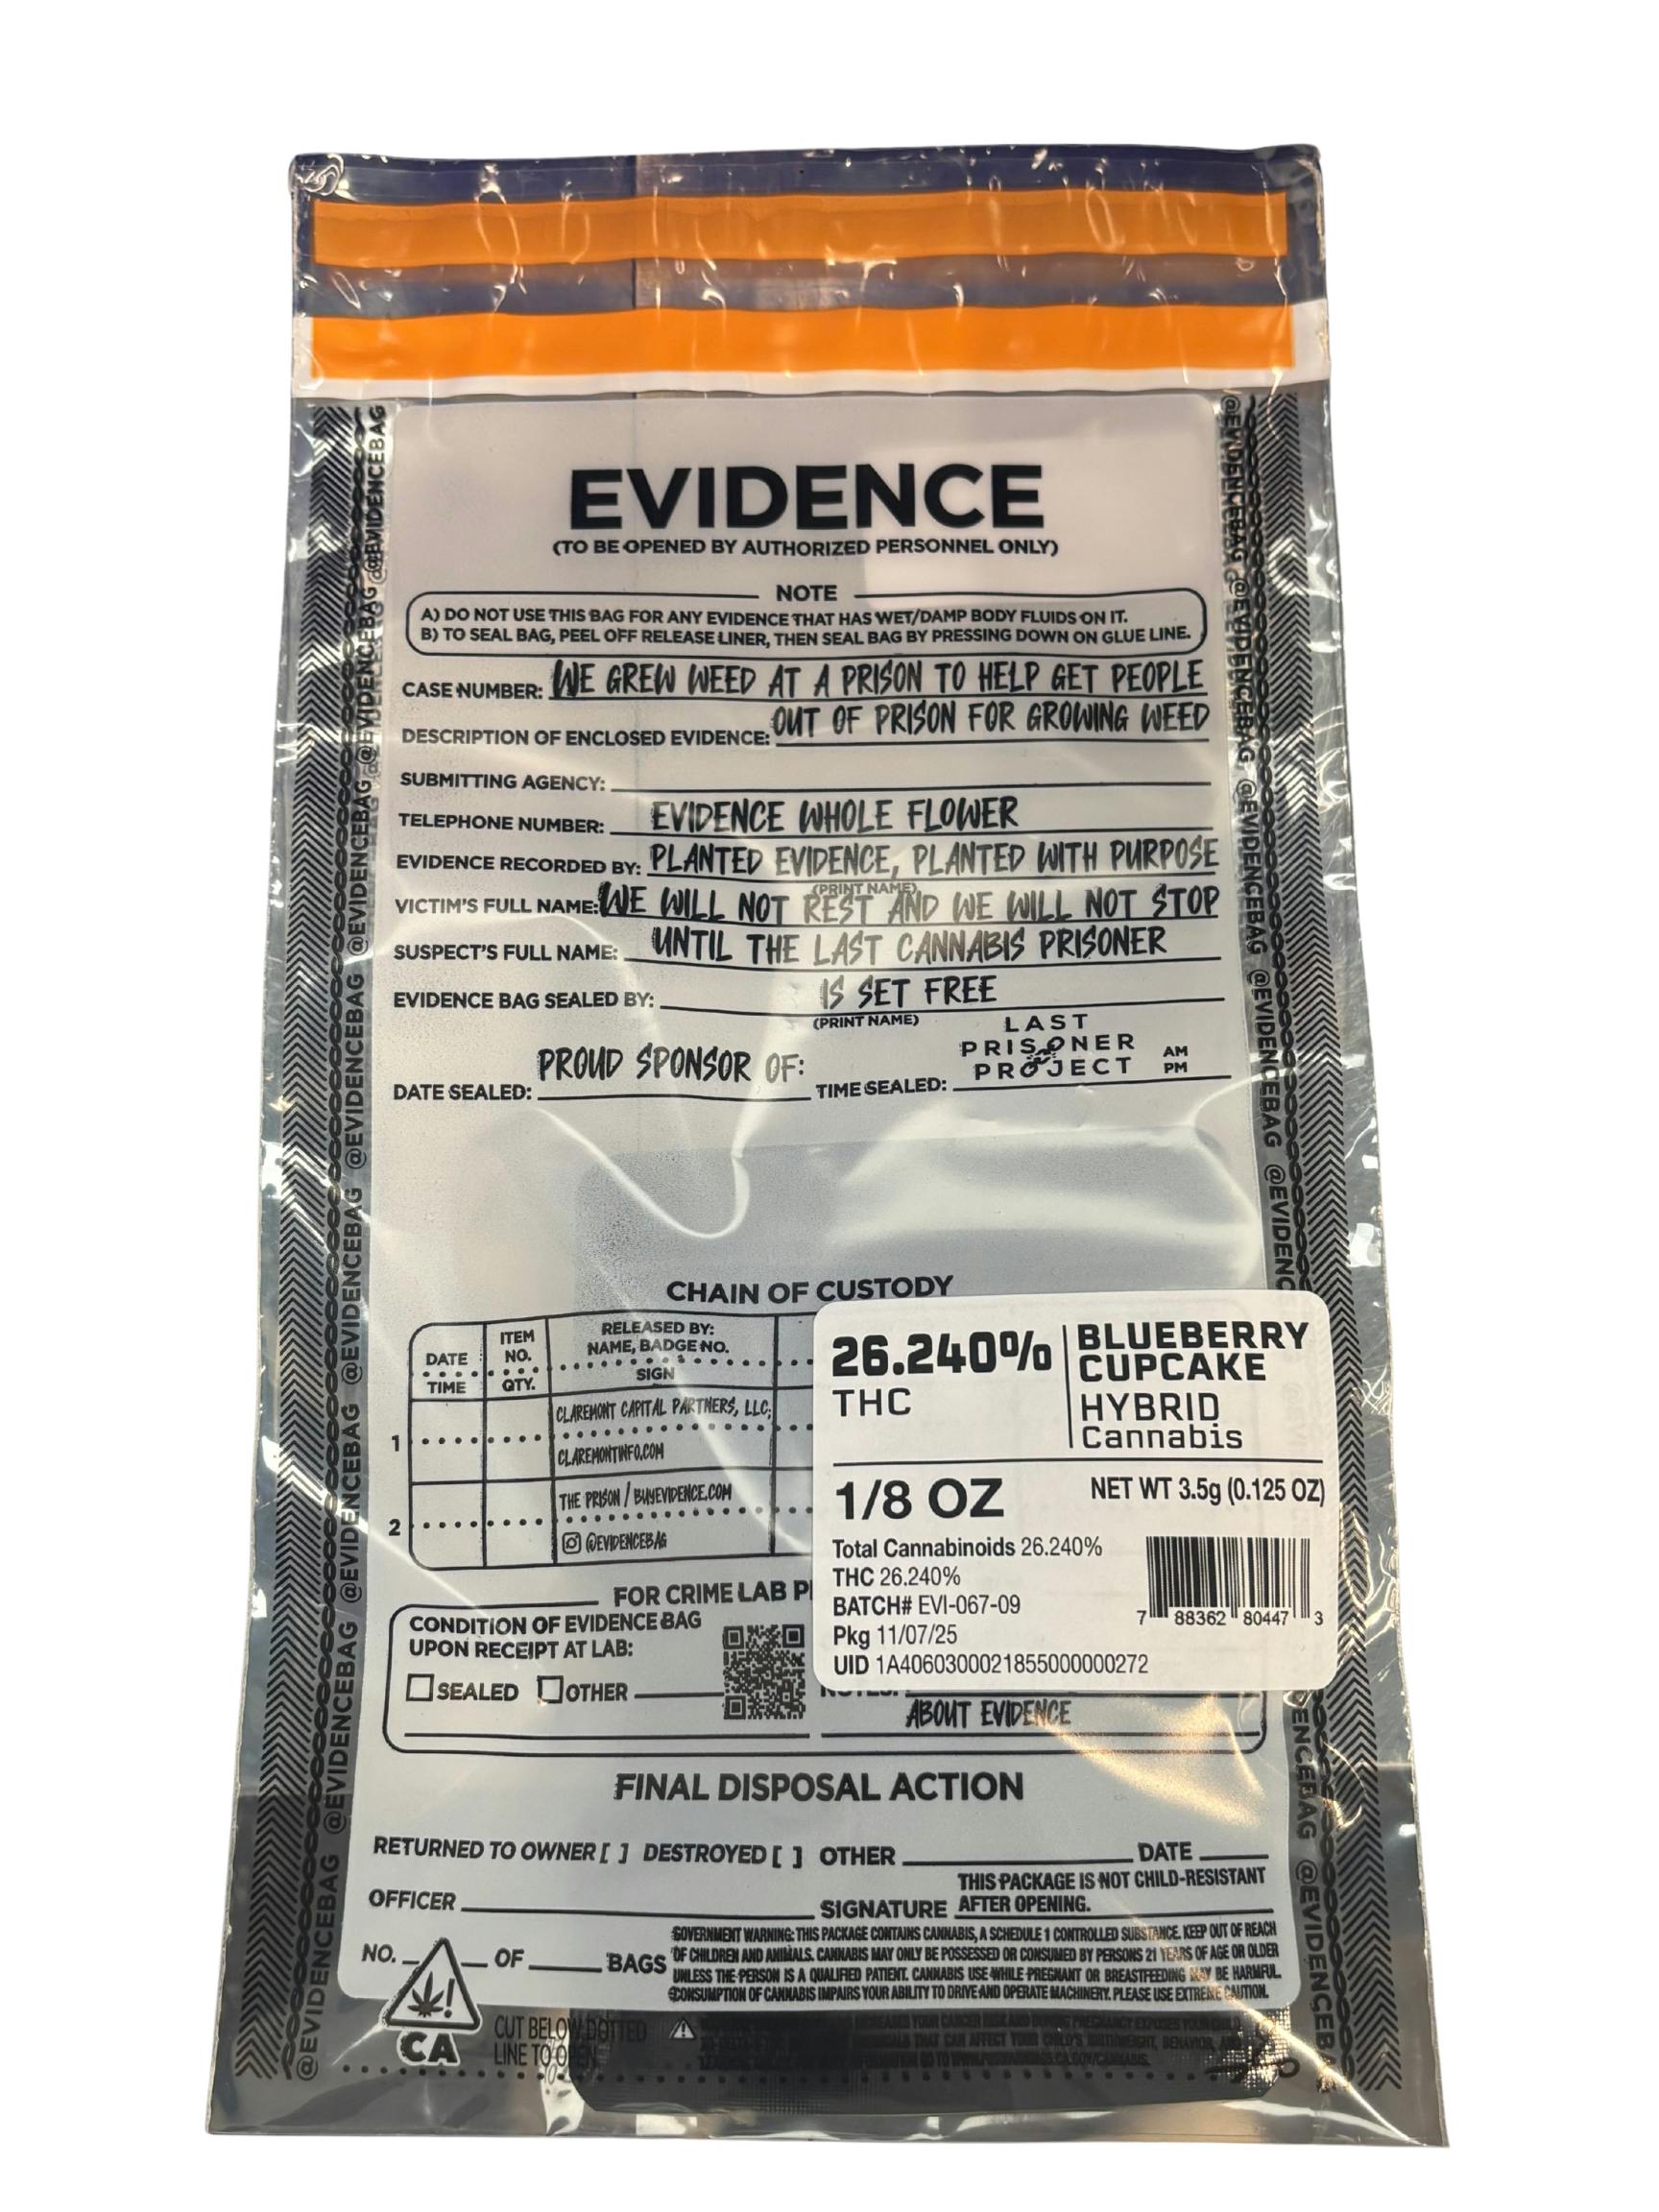 EVIDENCE
(TO BE OPENED BY AUTHORIZED PERSONNEL ONLY)
NOTE
A) DO NOT USE THIS BAG FOR ANY EVIDENCE THAT HAS WET/DAMP BODY FLUIDS ON IT.
B) TO SEAL BAG, PEEL OFF RELEASE LINER, THEN SEAL BAG BY PRESSING DOWN ON GLUE LINE.
CASE NUMBER: WE GREW WEED AT A PRISON TO HELP GET PEOPLE
DESCRIPTION OF ENCLOSED EVIDENCE: OUT OF PRISON FOR GROWING WEED
SUBMITTING AGENCY:
TELEPHONE NUMBER: EVIDENCE WHOLE FLOWER
EVIDENCE RECORDED BY: PLANTED EVIDENCE, PLANTED WITH PURPOSE
(PRINT NAME)
VICTIM'S FULL NAME: WE WILL NOT REST AND WE WILL NOT STOP
SUSPECT'S FULL NAME: UNTIL THE LAST CANNABIS PRISONER
EVIDENCE BAG SEALED BY: IS SET FREE
(PRINT NAME)
DATE SEALED: PROUD SPONSOR OF: TIME SEALED: LAST PRISONER PROJECT AM PM
CHAIN OF CUSTODY
DATE
TIME
ITEM NO.
QTY.
RELEASED BY:
NAME, BADGE NO.
SIGN
1
CLAREMONT CAPITAL PARTNERS, LLC;
CLAREMONTINFO.COM
2
THE PRISON / BUYEVIDENCE.COM
@EVIDENCEBAG
26.240%
THC
BLUEBERRY
CUPCAKE
HYBRID
Cannabis
1/8 OZ
NET WT 3.5g (0.125 OZ)
Total Cannabinoids 26.240%
THC 26.240%
BATCH# EVI-067-09
Pkg 11/07/25
UID 1A4060300021855000000272
7 88362 80447 3
FOR CRIME LAB
CONDITION OF EVIDENCE BAG
UPON RECEIPT AT LAB:
SEALED OTHER
ABOUT EVIDENCE
FINAL DISPOSAL ACTION
RETURNED TO OWNER [ ] DESTROYED [ ] OTHER DATE
THIS PACKAGE IS NOT CHILD-RESISTANT
AFTER OPENING.
OFFICER SIGNATURE
NO. OF BAGS
GOVERNMENT WARNING: THIS PACKAGE CONTAINS CANNABIS, A SCHEDULE 1 CONTROLLED SUBSTANCE. KEEP OUT OF REACH
OF CHILDREN AND ANIMALS. CANNABIS MAY ONLY BE POSSESSED OR CONSUMED BY PERSONS 21 YEARS OF AGE OR OLDER
UNLESS THE PERSON IS A QUALIFIED PATIENT. CANNABIS USE WHILE PREGNANT OR BREASTFEEDING MAY BE HARMFUL.
CONSUMPTION OF CANNABIS IMPAIRS YOUR ABILITY TO DRIVE AND OPERATE MACHINERY. PLEASE USE EXTREME CAUTION.
CA
CUT BELOW DOTTED
LINE TO OPEN
@EVIDENCEBAG @EVIDENCEBAG @EVIDENCEBAG @EVIDENCEBAG @EVIDENCEBAG @EVIDENCEBAG @EVIDENCEBAG @EVIDENCEBAG
@EVIDENCEBAG @EVIDENCEBAG @EVIDENCEBAG @EVIDENCEBAG